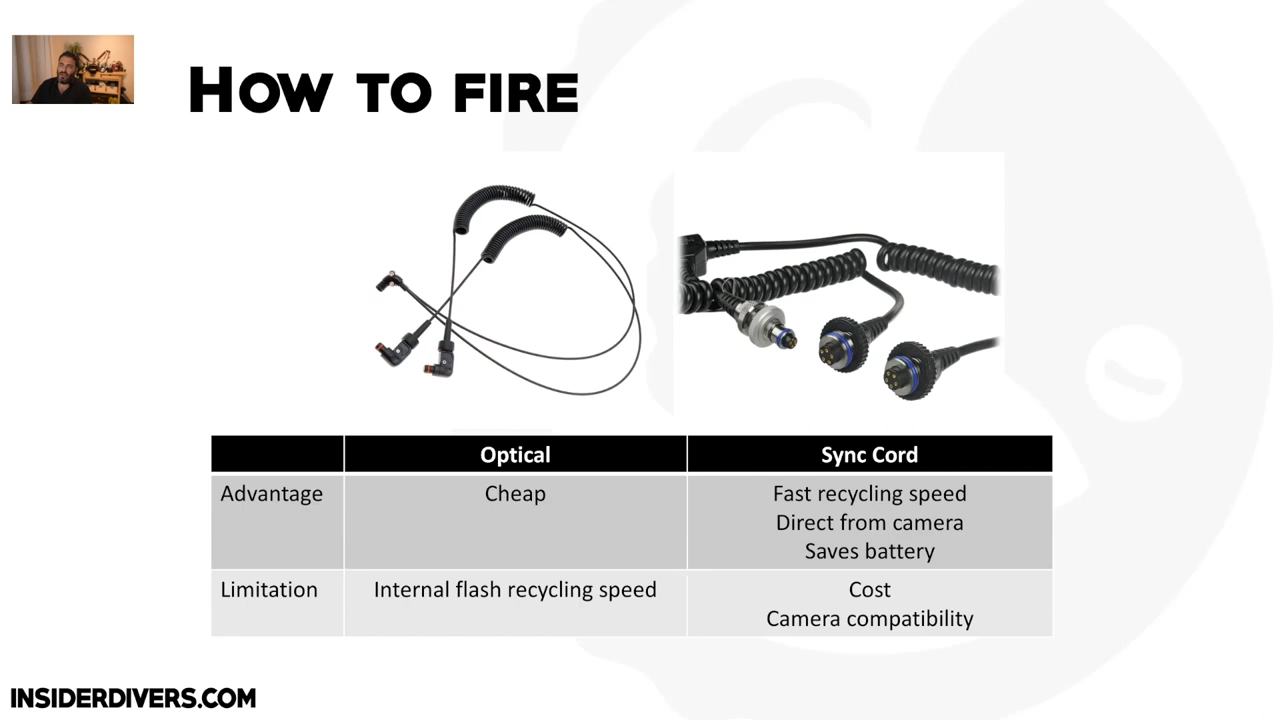 HOW TO FIRE
Optical Sync Cord
Advantage Cheap Fast recycling speed
Direct from camera
Saves battery
Limitation Internal flash recycling speed Cost
Camera compatibility
INSIDERDIVERS.COM